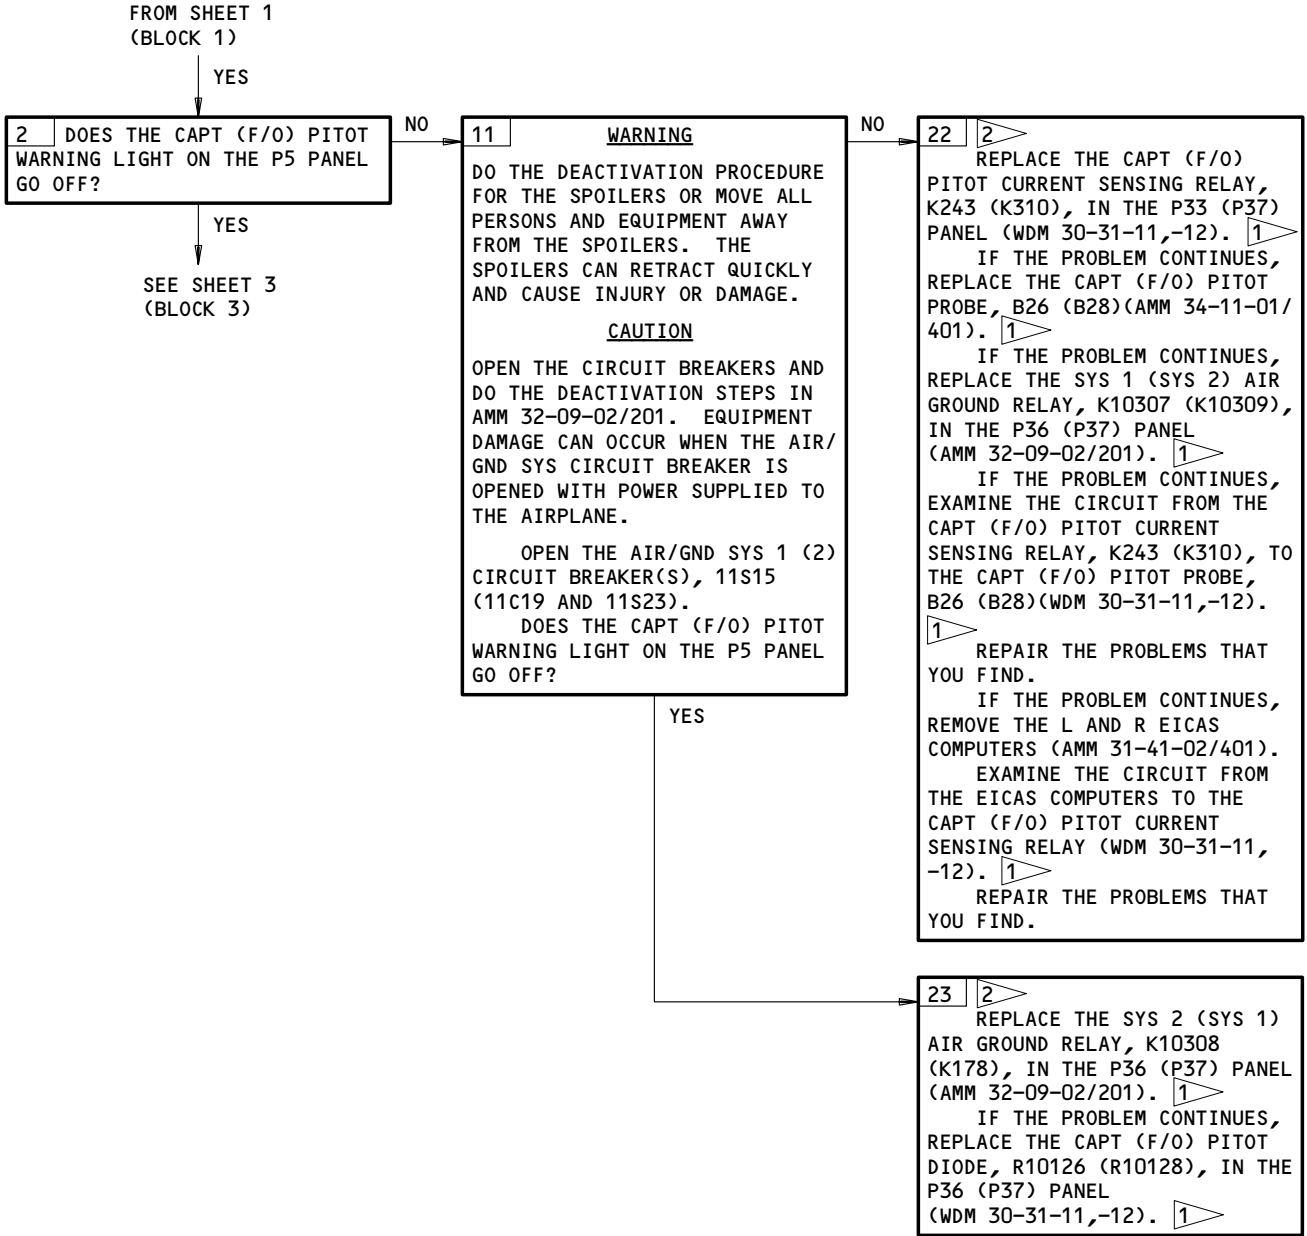 FROM SHEET 1
(BLOCK 1)
YES
2 DOES THE CAPT (F/O) PITOT
WARNING LIGHT ON THE P5 PANEL
GO OFF?
NO
YES
SEE SHEET 3
(BLOCK 3)
11 WARNING
DO THE DEACTIVATION PROCEDURE
FOR THE SPOILERS OR MOVE ALL
PERSONS AND EQUIPMENT AWAY
FROM THE SPOILERS. THE
SPOILERS CAN RETRACT QUICKLY
AND CAUSE INJURY OR DAMAGE.
CAUTION
OPEN THE CIRCUIT BREAKERS AND
DO THE DEACTIVATION STEPS IN
AMM 32-09-02/201. EQUIPMENT
DAMAGE CAN OCCUR WHEN THE AIR/
GND SYS CIRCUIT BREAKER IS
OPENED WITH POWER SUPPLIED TO
THE AIRPLANE.
OPEN THE AIR/GND SYS 1 (2)
CIRCUIT BREAKER(S), 11S15
(11C19 AND 11S23).
DOES THE CAPT (F/O) PITOT
WARNING LIGHT ON THE P5 PANEL
GO OFF?
NO
YES
22 2
REPLACE THE CAPT (F/O)
PITOT CURRENT SENSING RELAY,
K243 (K310), IN THE P33 (P37)
PANEL (WDM 30-31-11,-12). 1
IF THE PROBLEM CONTINUES,
REPLACE THE CAPT (F/O) PITOT
PROBE, B26 (B28)(AMM 34-11-01/
401). 1
IF THE PROBLEM CONTINUES,
REPLACE THE SYS 1 (SYS 2) AIR
GROUND RELAY, K10307 (K10309),
IN THE P36 (P37) PANEL
(AMM 32-09-02/201). 1
IF THE PROBLEM CONTINUES,
EXAMINE THE CIRCUIT FROM THE
CAPT (F/O) PITOT CURRENT
SENSING RELAY, K243 (K310), TO
THE CAPT (F/O) PITOT PROBE,
B26 (B28)(WDM 30-31-11,-12).
1
REPAIR THE PROBLEMS THAT
YOU FIND.
IF THE PROBLEM CONTINUES,
REMOVE THE L AND R EICAS
COMPUTERS (AMM 31-41-02/401).
EXAMINE THE CIRCUIT FROM
THE EICAS COMPUTERS TO THE
CAPT (F/O) PITOT CURRENT
SENSING RELAY (WDM 30-31-11,
-12). 1
REPAIR THE PROBLEMS THAT
YOU FIND.
23 2
REPLACE THE SYS 2 (SYS 1)
AIR GROUND RELAY, K10308
(K178), IN THE P36 (P37) PANEL
(AMM 32-09-02/201). 1
IF THE PROBLEM CONTINUES,
REPLACE THE CAPT (F/O) PITOT
DIODE, R10126 (R10128), IN THE
P36 (P37) PANEL
(WDM 30-31-11,-12). 1